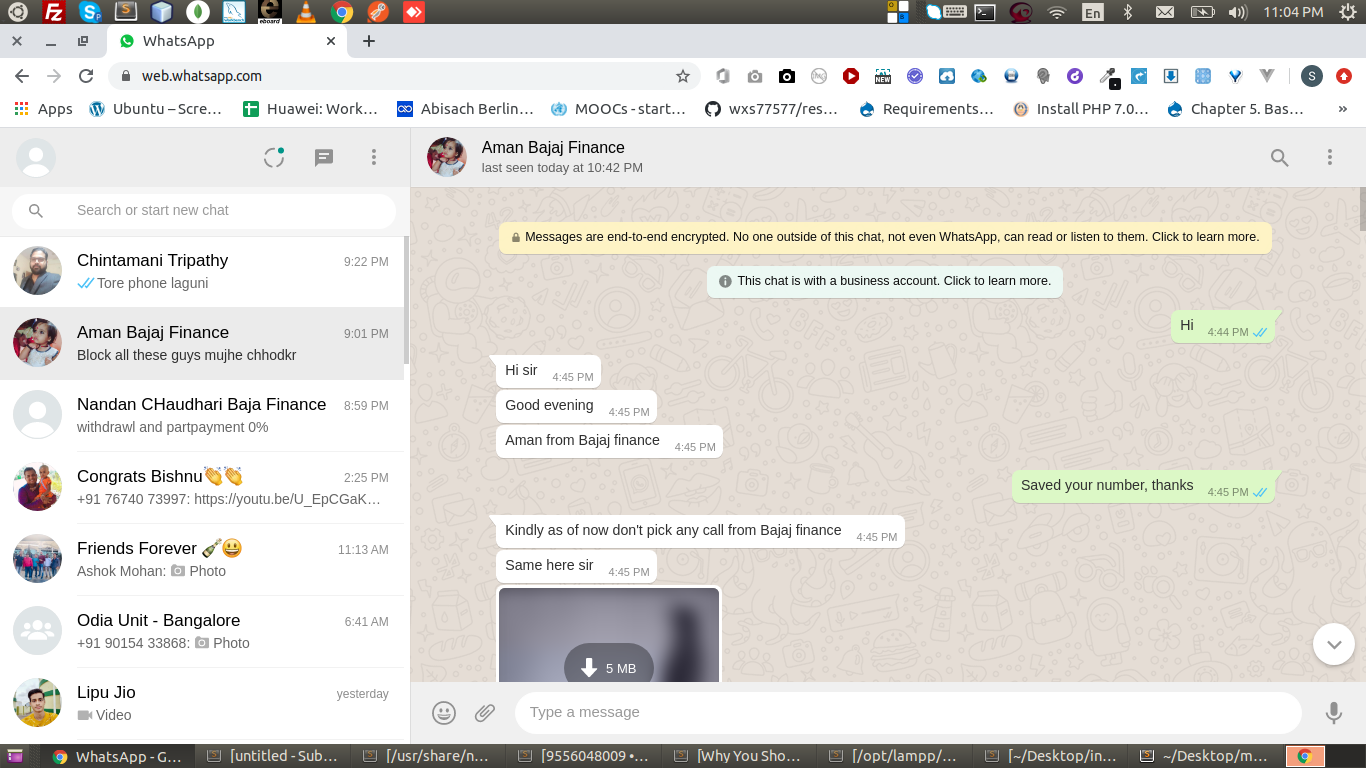 eboard
En
11:04 PM
WhatsApp
web.whatsapp.com
NEW
S
Apps
Ubuntu – Scre...
Huawei: Work...
Abisach Berlin...
MOOCs - start...
wxs77577/res...
Requirements...
Install PHP 7.0...
Chapter 5. Bas...
»
Aman Bajaj Finance
last seen today at 10:42 PM
Search or start new chat
Chintamani Tripathy 9:22 PM
Tore phone laguni
Aman Bajaj Finance 9:01 PM
Block all these guys mujhe chhodkr
Nandan CHaudhari Baja Finance 8:59 PM
withdrawl and partpayment 0%
Congrats Bishnu👏👏 2:25 PM
+91 76740 73997: https://youtu.be/U_EpCGaK…
Friends Forever 🍾😃 11:13 AM
Ashok Mohan: Photo
Odia Unit - Bangalore 6:41 AM
+91 90154 33868: Photo
Lipu Jio yesterday
Video
Messages are end-to-end encrypted. No one outside of this chat, not even WhatsApp, can read or listen to them. Click to learn more.
This chat is with a business account. Click to learn more.
Hi 4:44 PM
Hi sir 4:45 PM
Good evening 4:45 PM
Aman from Bajaj finance 4:45 PM
Saved your number, thanks 4:45 PM
Kindly as of now don't pick any call from Bajaj finance 4:45 PM
Same here sir 4:45 PM
5 MB
Type a message
WhatsApp - G...
[untitled - Sub...
[/usr/share/n...
[9556048009 •...
[Why You Sho...
[/opt/lampp/...
[~/Desktop/in...
~/Desktop/m...